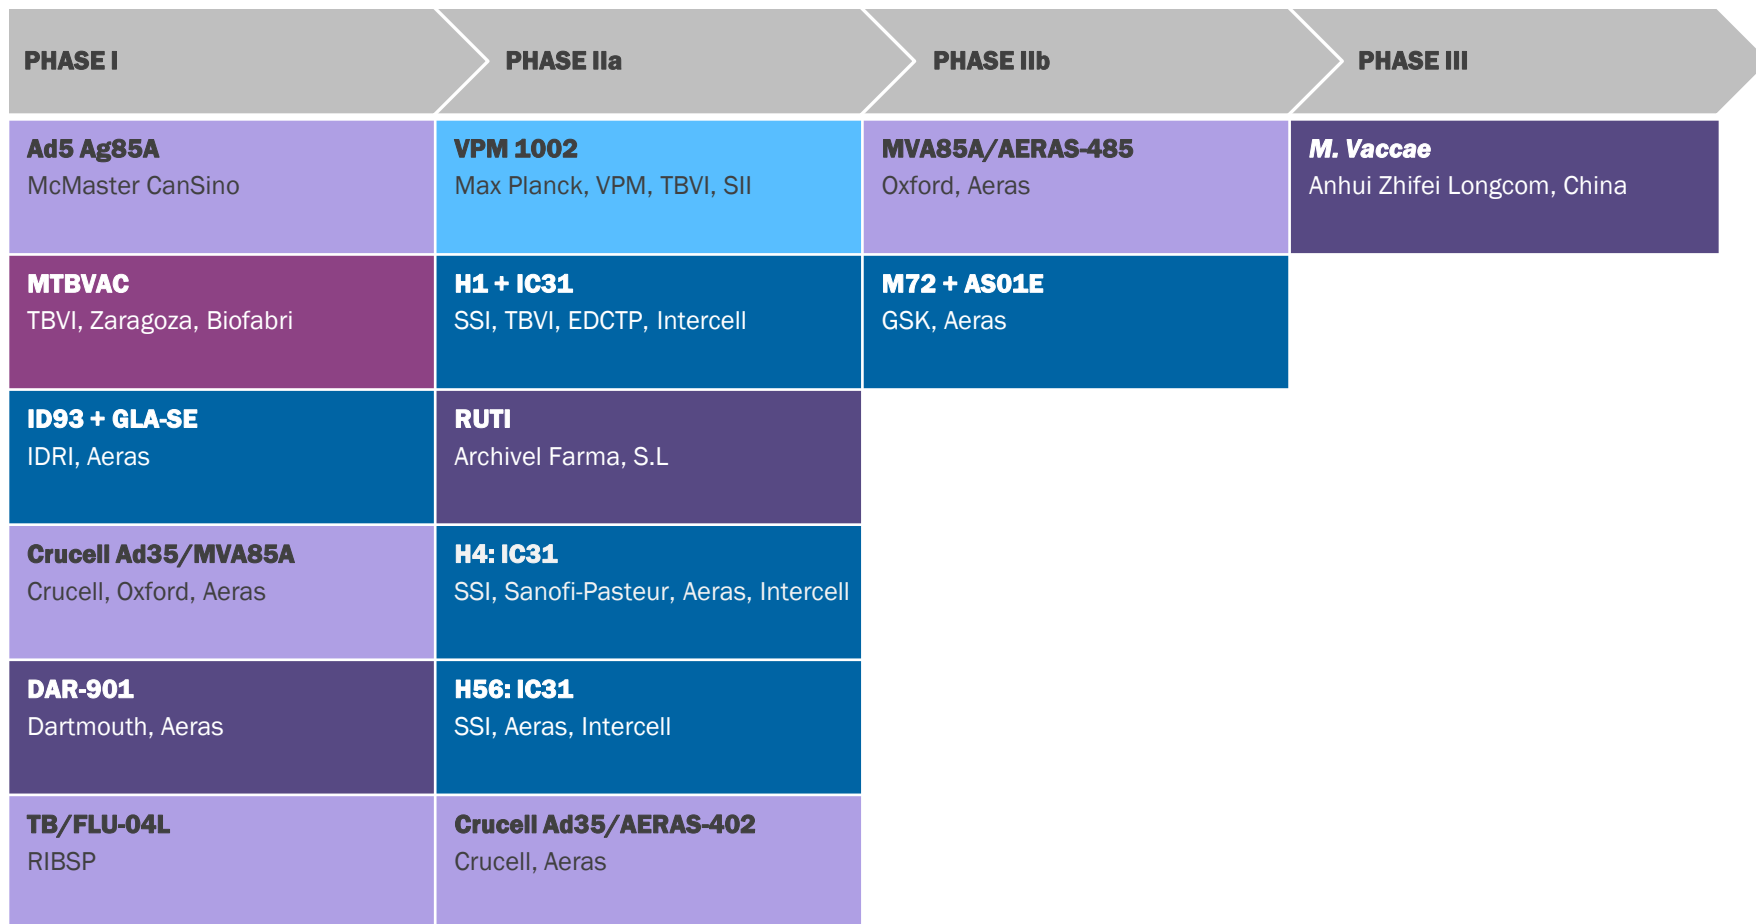 PHASE I
PHASE IIa
PHASE IIb
PHASE III
Ad5 Ag85A
McMaster CanSino
VPM 1002
Max Planck, VPM, TBVI, SII
MVA85A/AERAS-485
Oxford, Aeras
M. Vaccae
Anhui Zhifei Longcom, China
MTBVAC
TBVI, Zaragoza, Biofabri
H1 + IC31
SSI, TBVI, EDCTP, Intercell
M72 + AS01E
GSK, Aeras
ID93 + GLA-SE
IDRI, Aeras
RUTI
Archivel Farma, S.L
Crucell Ad35/MVA85A
Crucell, Oxford, Aeras
H4: IC31
SSI, Sanofi-Pasteur, Aeras, Intercell
DAR-901
Dartmouth, Aeras
H56: IC31
SSI, Aeras, Intercell
TB/FLU-04L
RIBSP
Crucell Ad35/AERAS-402
Crucell, Aeras